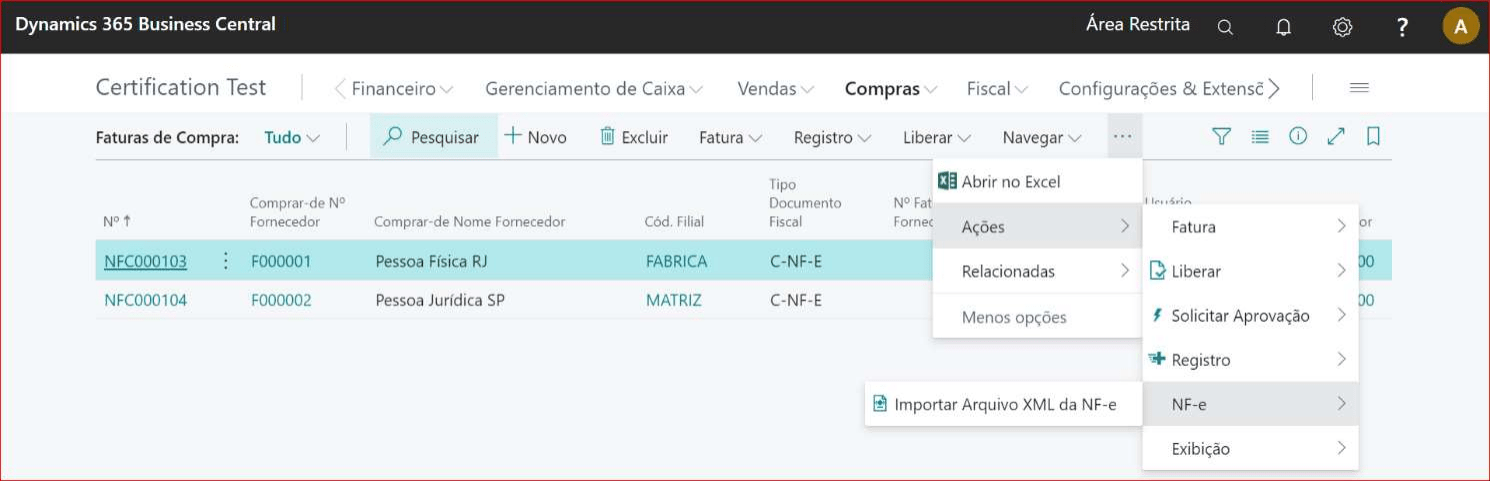 Dynamics 365 Business Central
Área Restrita
?
A
Certification Test
Financeiro
Gerenciamento de Caixa
Vendas
Compras
Fiscal
Configurações & Extensõ
Faturas de Compra:
Tudo
Pesquisar
Novo
Excluir
Fatura
Registro
Liberar
Navegar
...
Nº ↑
Comprar-de Nº
Fornecedor
Comprar-de Nome Fornecedor
Cód. Filial
Tipo
Documento
Fiscal
Nº Fat
Fornec
Usuário
or
NFC000103
F000001
Pessoa Física RJ
FABRICA
C-NF-E
00
NFC000104
F000002
Pessoa Jurídica SP
MATRIZ
C-NF-E
00
Abrir no Excel
Ações
Relacionadas
Menos opções
Fatura
Liberar
Solicitar Aprovação
Registro
NF-e
Exibição
Importar Arquivo XML da NF-e